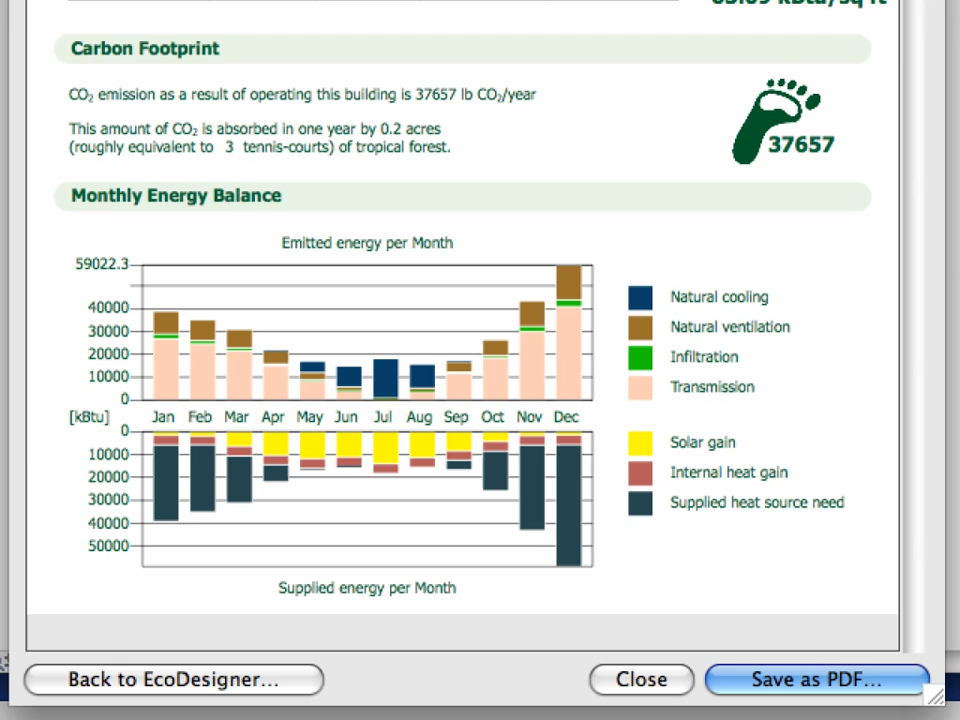 Carbon Footprint
CO2 emission as a result of operating this building is 37657 lb CO2/year
This amount of CO2 is absorbed in one year by 0.2 acres
(roughly equivalent to 3 tennis-courts) of tropical forest.
37657
Monthly Energy Balance
Emitted energy per Month
59022.3
40000
30000
20000
10000
0
Natural cooling
Natural ventilation
Infiltration
Transmission
[kBtu] Jan Feb Mar Apr May Jun Jul Aug Sep Oct Nov Dec
0
10000
20000
30000
40000
50000
Solar gain
Internal heat gain
Supplied heat source need
Supplied energy per Month
Back to EcoDesigner... Close Save as PDF...